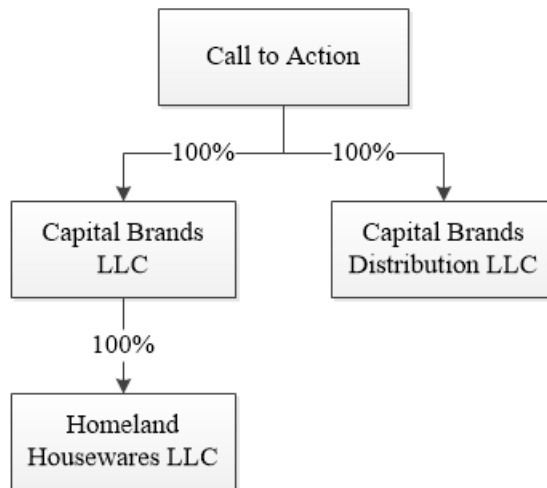 Call to Action
100%
100%
Capital Brands
LLC
Capital Brands
Distribution LLC
100%
Homeland
Housewares LLC